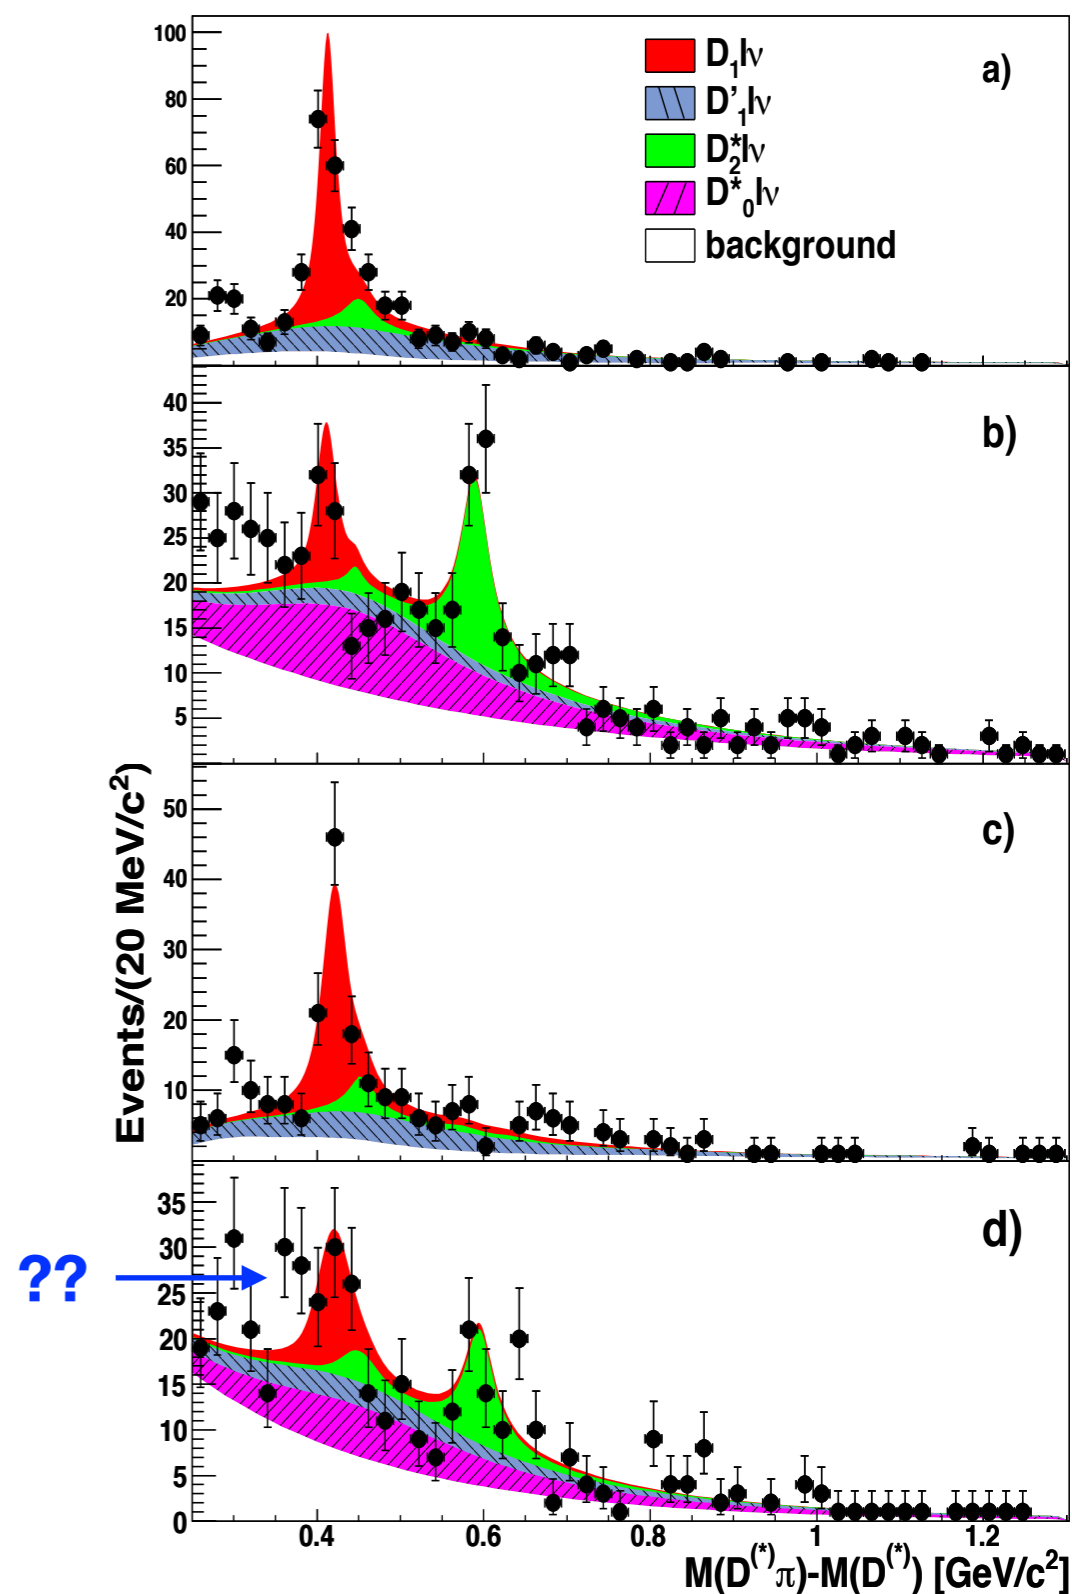 100
80
60
40
20
D₁lν
D'₁lν
D*₂lν
D*₀lν
background
a)
40
35
30
25
20
15
10
5
b)
50
40
30
20
10
c)
35
30
25
20
15
10
5
0
d)
??
Events/(20 MeV/c²)
0.4 0.6 0.8 1 1.2
M(D⁽*⁾π)-M(D⁽*⁾) [GeV/c²]